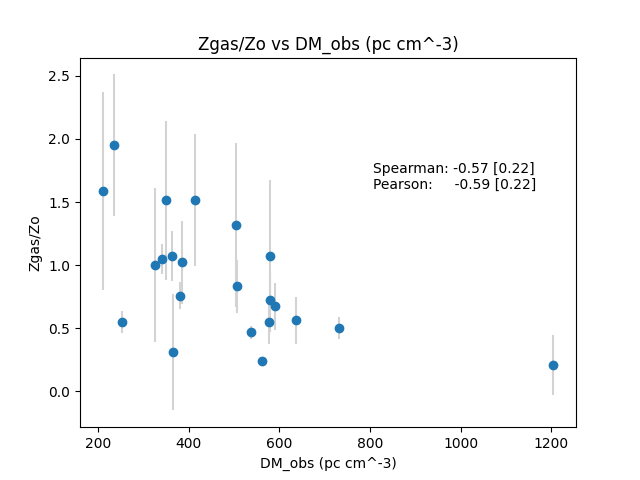 Zgas/Zo vs DM_obs (pc cm^-3)
2.5
2.0
1.5
1.0
0.5
0.0
Zgas/Zo
Spearman: -0.57 [0.22]
Pearson: -0.59 [0.22]
200 400 600 800 1000 1200
DM_obs (pc cm^-3)